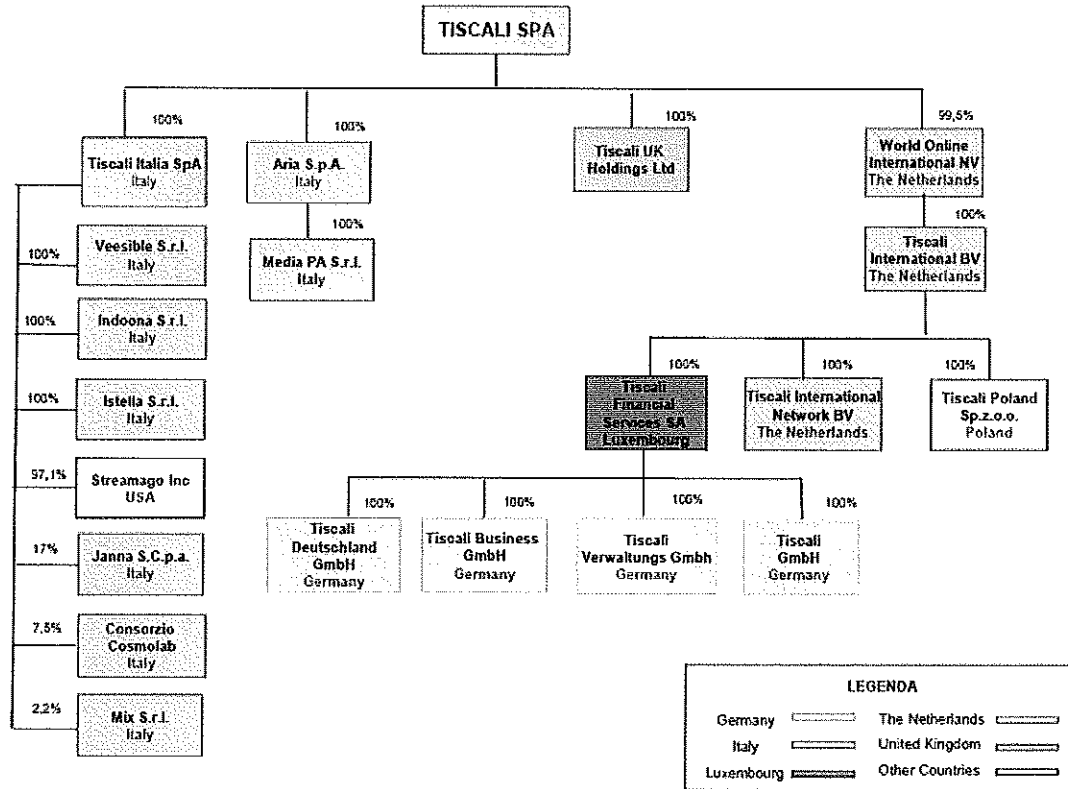 TISCALI SPA
100%
100%
100%
99,5%
Tiscali Italia SpA
Italy
Aria S.p.A.
Italy
Tiscali UK
Holdings Ltd
World Online
International NV
The Netherlands
100%
Veesible S.r.l.
Italy
100%
Media PA S.r.l.
Italy
100%
Tiscali
International BV
The Netherlands
100%
Indoona S.r.l.
Italy
100%
Istella S.r.l.
Italy
100%
Tiscali
Financial
Services SA
Luxembourg
100%
Tiscali International
Network BV
The Netherlands
100%
Tiscali Poland
Sp.z.o.o.
Poland
97,1%
Streamago Inc
USA
17%
Janna S.C.p.a.
Italy
100%
Tiscali
Deutschland
GmbH
Germany
100%
Tiscali Business
GmbH
Germany
100%
Tiscali
Verwaltungs Gmbh
Germany
100%
Tiscali
GmbH
Germany
7,5%
Consorzio
Cosmolab
Italy
2,2%
Mix S.r.l.
Italy
LEGENDA
Germany
The Netherlands
Italy
United Kingdom
Luxembourg
Other Countries